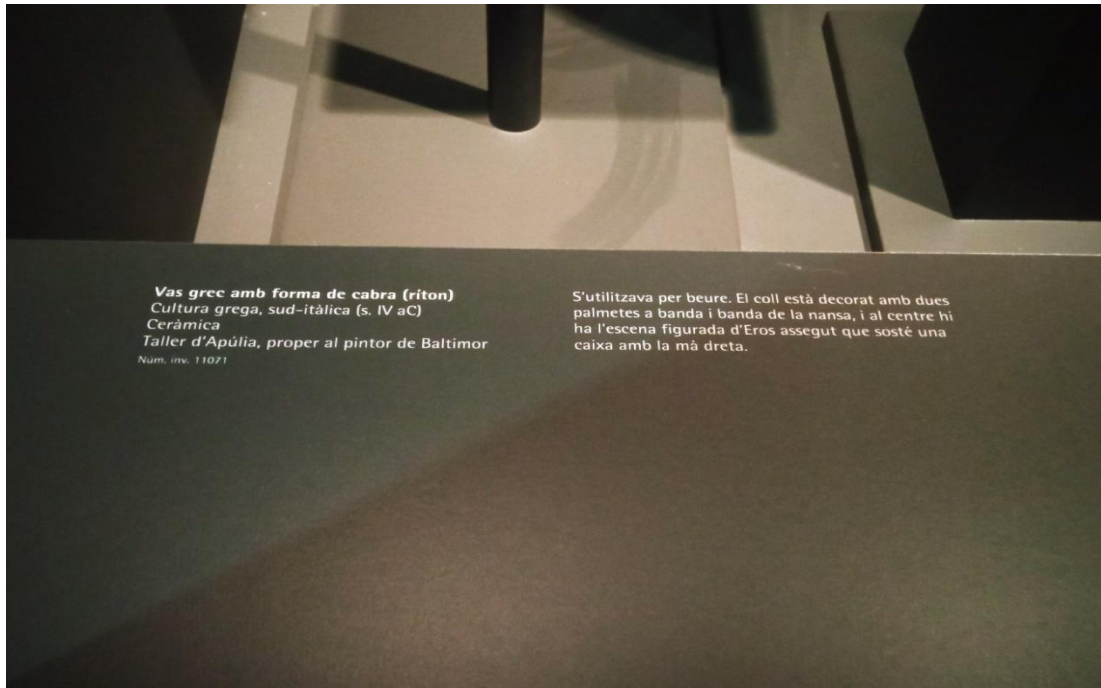 Vas grec amb forma de cabra (ríton)
Cultura grega, sud-itàlica (s. IV aC)
Ceràmica
Taller d'Apúlia, proper al pintor de Baltimor
Núm. inv. 11071
S'utilitzava per beure. El coll està decorat amb dues
palmetes a banda i banda de la nansa, i al centre hi
ha l'escena figurada d'Eros assegut que sosté una
caixa amb la mà dreta.